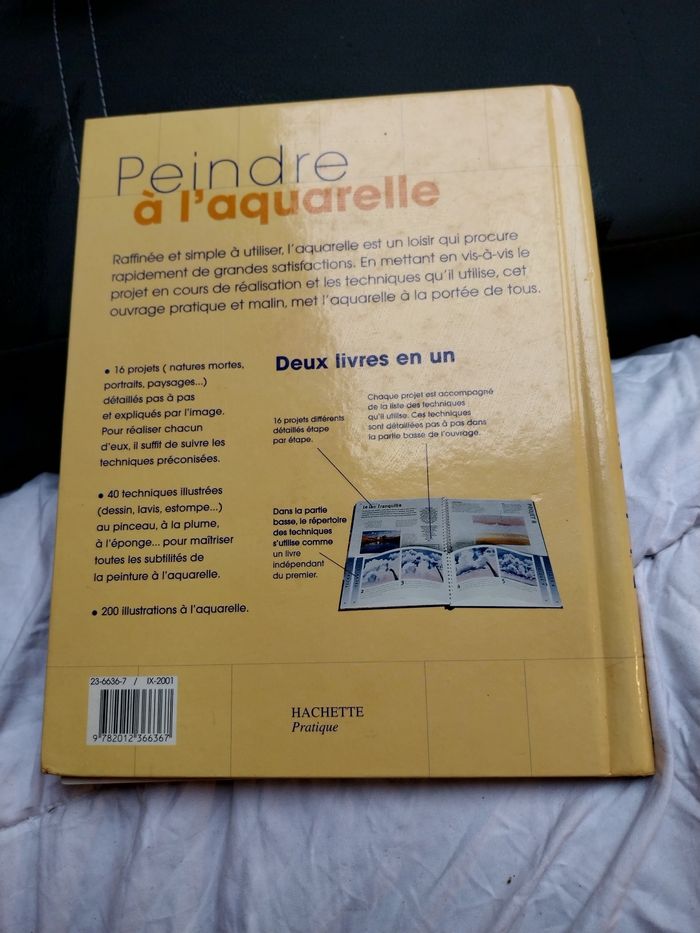 Peindre
à l'aquarelle
Raffinée et simple à utiliser, l'aquarelle est un loisir qui procure
rapidement de grandes satisfactions. En mettant en vis-à-vis le
projet en cours de réalisation et les techniques qu'il utilise, cet
ouvrage pratique et malin, met l'aquarelle à la portée de tous.
• 16 projets ( natures mortes,
portraits, paysages...)
détaillés pas à pas
et expliqués par l'image.
Pour réaliser chacun
d'eux, il suffit de suivre les
techniques préconisées.
• 40 techniques illustrées
(dessin, lavis, estompe...)
au pinceau, à la plume,
à l'éponge... pour maîtriser
toutes les subtilités de
la peinture à l'aquarelle.
• 200 illustrations à l'aquarelle.
Deux livres en un
16 projets différents
détaillés étape
par étape.
Chaque projet est accompagné
de la liste des techniques
qu'il utilise. Ces techniques
sont détaillées pas à pas dans
la partie basse de l'ouvrage.
Dans la partie
basse, le répertoire
des techniques
s'utilise comme
un livre
indépendant
du premier.
Le lac Tranquille
23-6636-7 / IX-2001
9 782012 366367
HACHETTE
Pratique